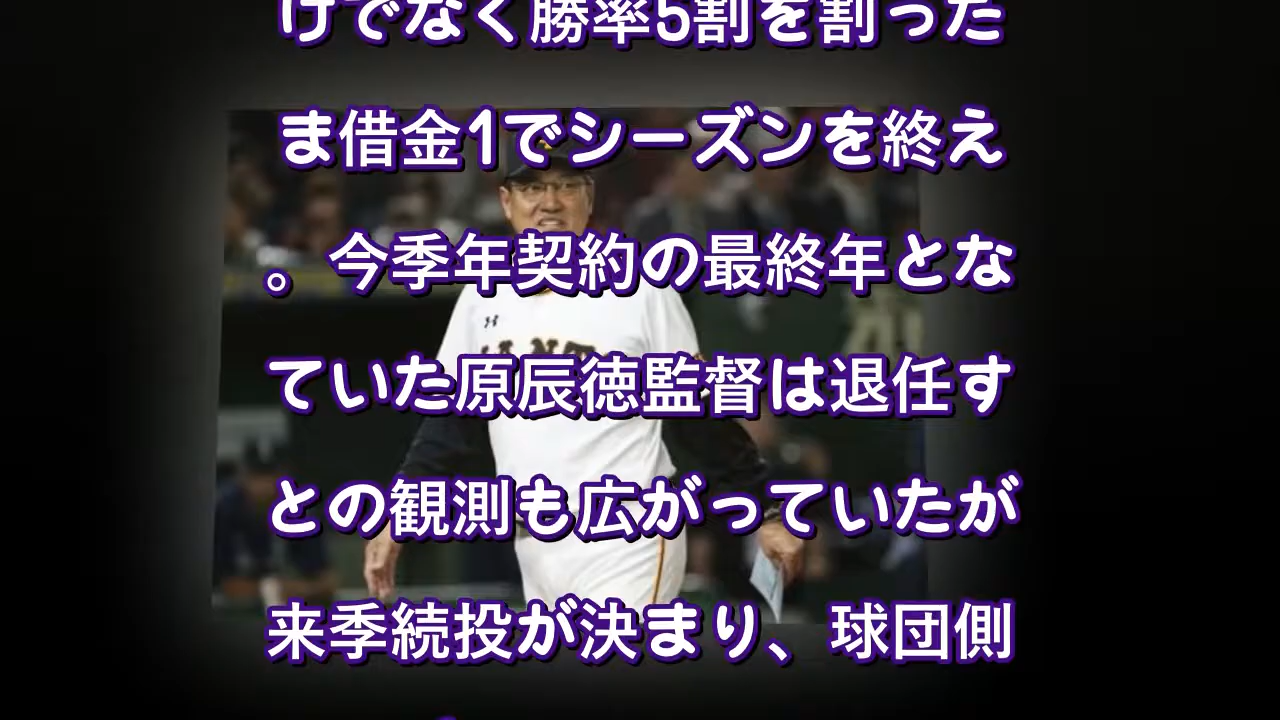 けでなく勝率5割を割った
ま借金1でシーズンを終え
。今季年契約の最終年とな
ていた原辰徳監督は退任す
との観測も広がっていたが
来季続投が決まり、球団側